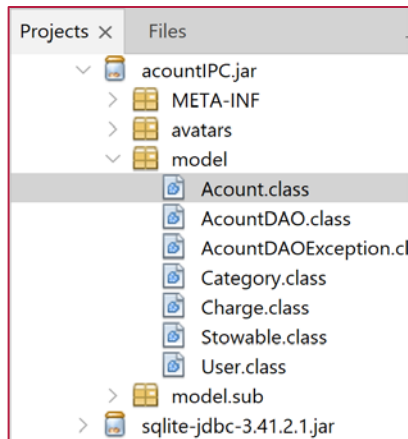 Projects × Files
acountIPC.jar
META-INF
avatars
model
Acount.class
AcountDAO.class
AcountDAOException.cl
Category.class
Charge.class
Stowable.class
User.class
model.sub
sqlite-jdbc-3.41.2.1.jar